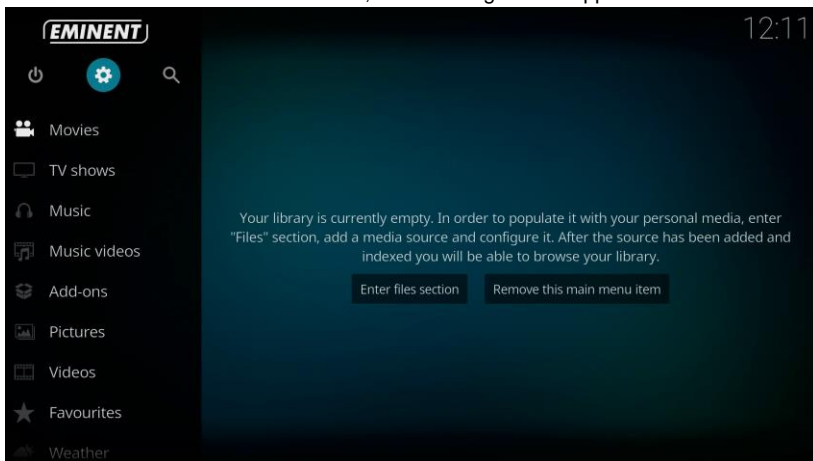 EMINENT
12:11
Movies
TV shows
Music
Music videos
Add-ons
Pictures
Videos
Favourites
Weather
Your library is currently empty. In order to populate it with your personal media, enter
"Files" section, add a media source and configure it. After the source has been added and
indexed you will be able to browse your library.
Enter files section
Remove this main menu item